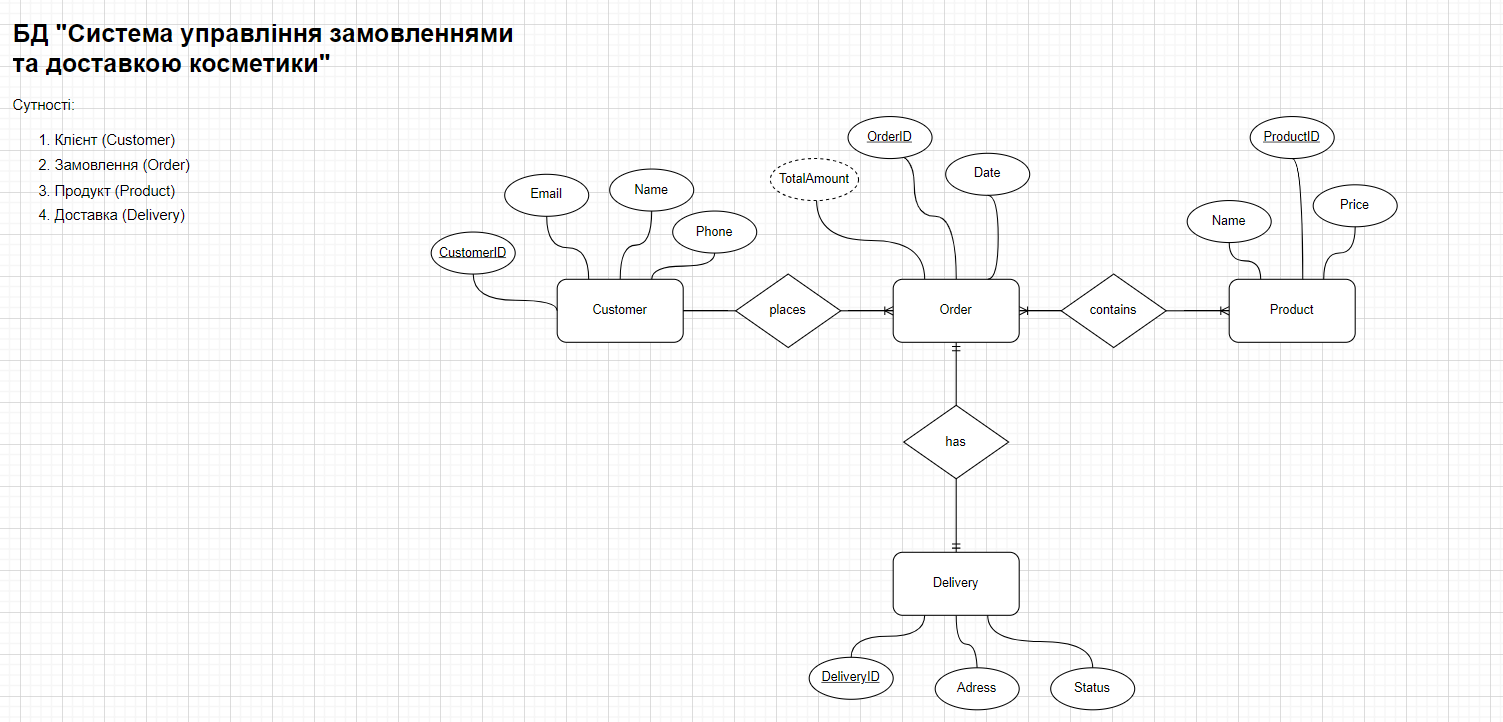 БД "Система управління замовленнями
та доставкою косметики"
Сутності:
1. Клієнт (Customer)
2. Замовлення (Order)
3. Продукт (Product)
4. Доставка (Delivery)
OrderID
ProductID
TotalAmount
Date
Email
Name
Price
Name
Phone
CustomerID
Customer
places
Order
contains
Product
has
Delivery
DeliveryID
Adress
Status